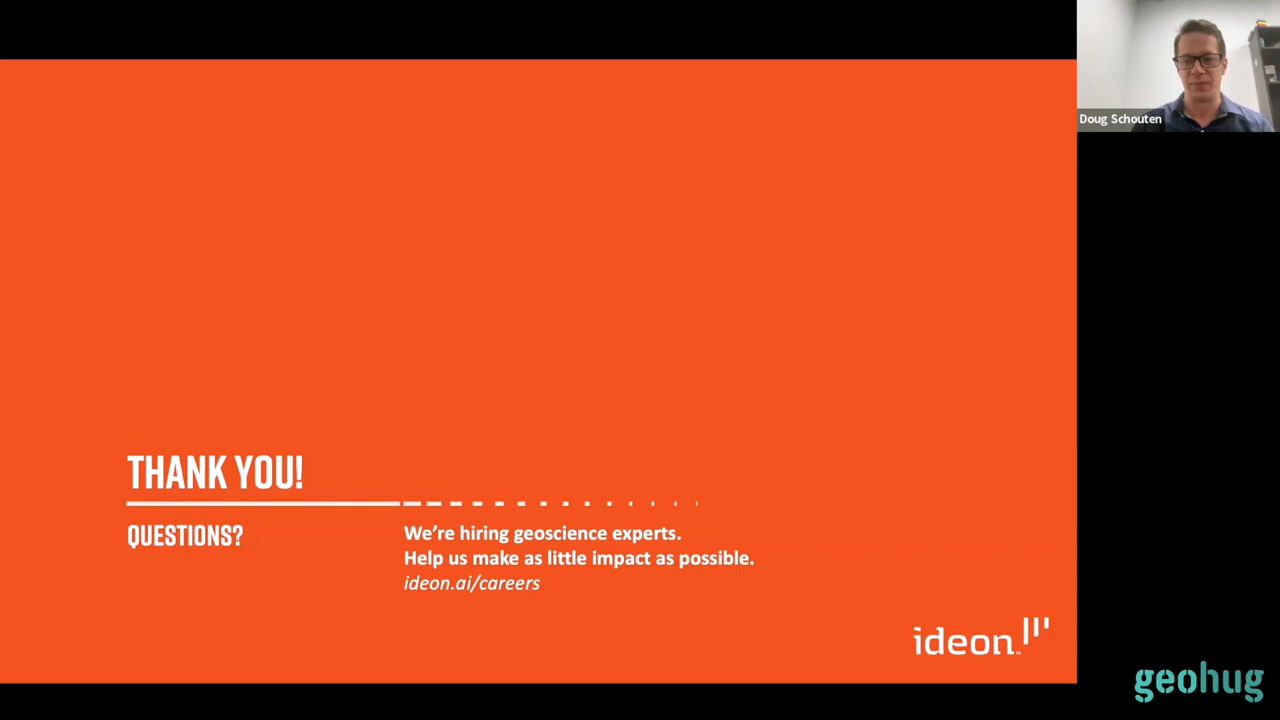 Doug Schouten
THANK YOU!
QUESTIONS?
We're hiring geoscience experts.
Help us make as little impact as possible.
ideon.ai/careers
ideon™
geohug